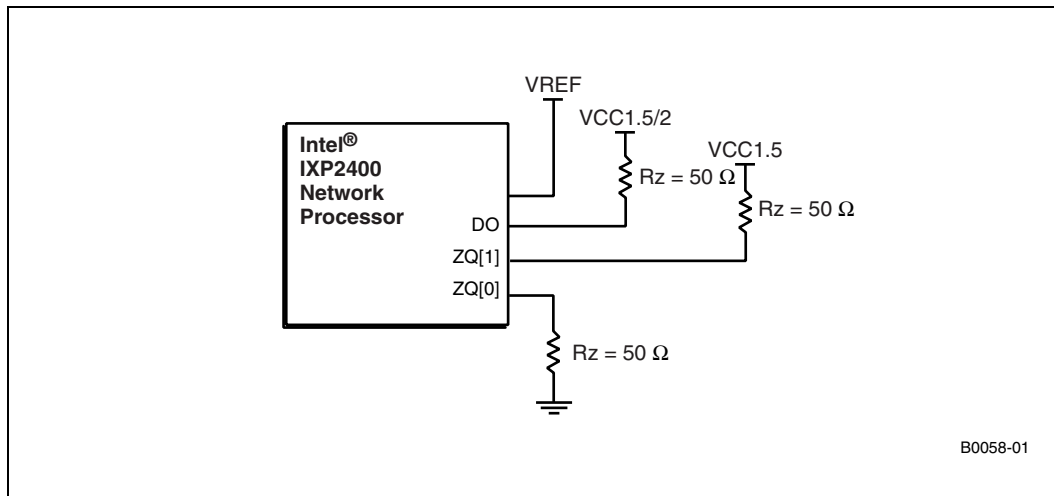 VREF
VCC1.5/2
VCC1.5
Intel®
IXP2400
Network
Processor
Rz = 50 Ω
Rz = 50 Ω
DO
ZQ[1]
ZQ[0]
Rz = 50 Ω
B0058-01